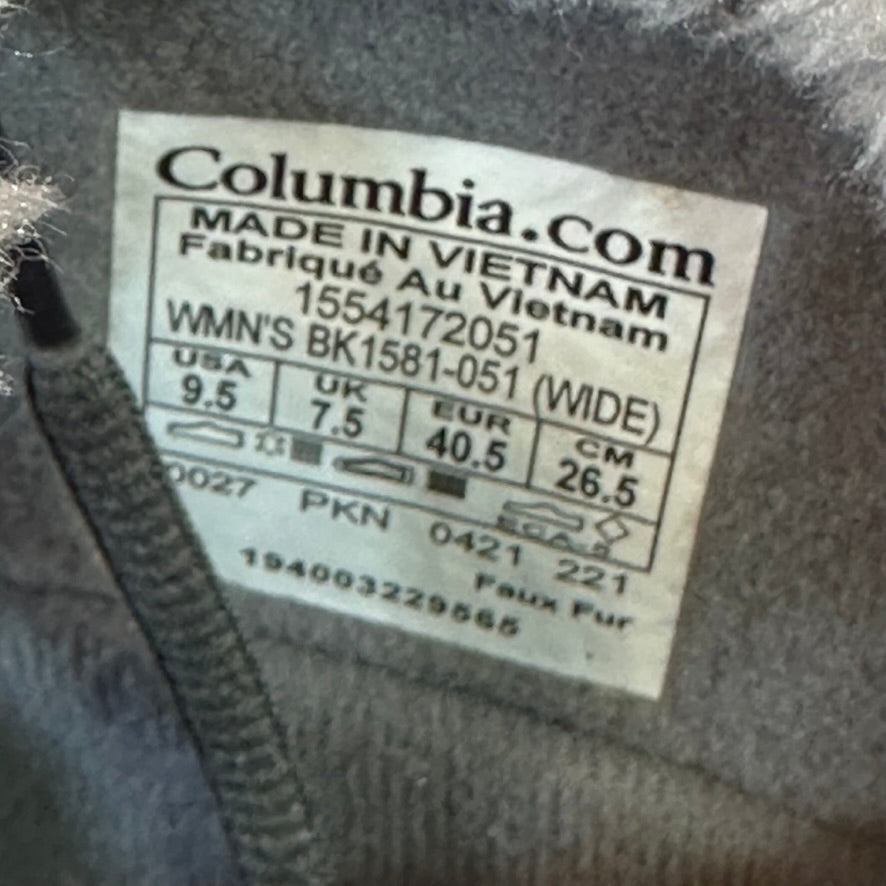 Columbia.com
MADE IN VIETNAM
Fabriqué Au Vietnam
1554172051
WMN'S BK1581-051 (WIDE)
USA UK EUR CM
9.5 7.5 40.5 26.5
0027 PKN 0421 221
Faux Fur
194003229565